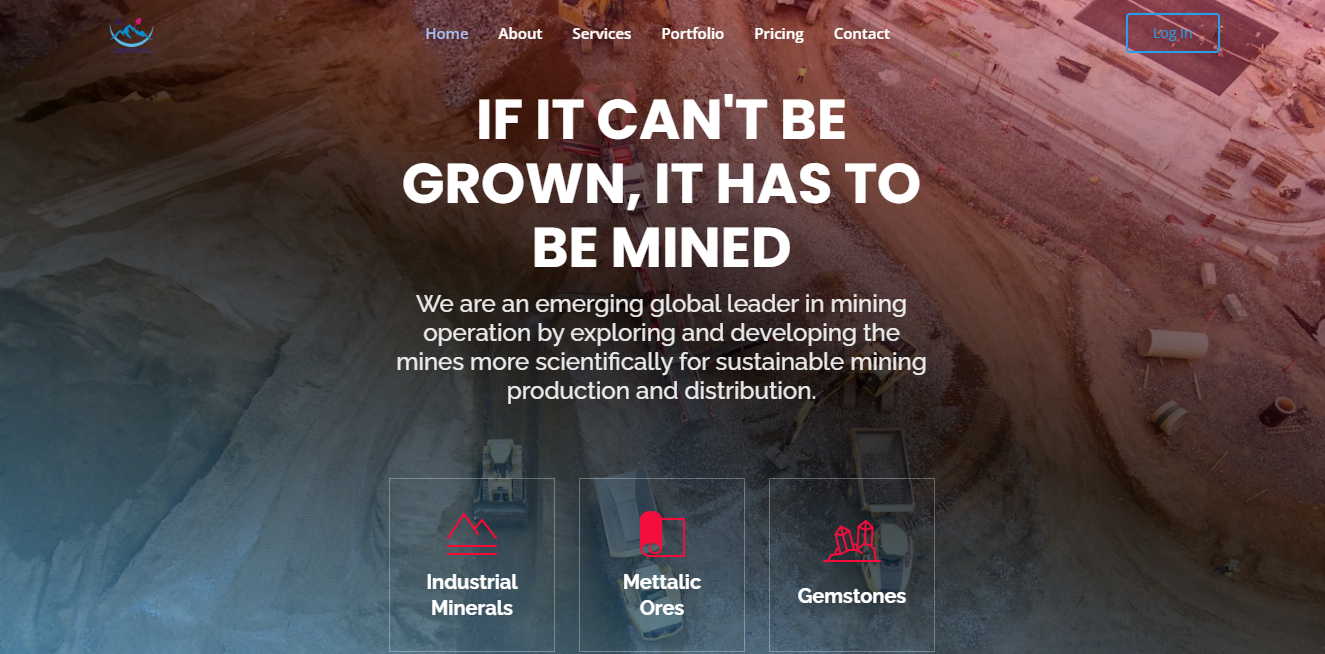 Home About Services Portfolio Pricing Contact Log In
IF IT CAN'T BE
GROWN, IT HAS TO
BE MINED
We are an emerging global leader in mining
operation by exploring and developing the
mines more scientifically for sustainable mining
production and distribution.
Industrial
Minerals
Mettalic
Ores
Gemstones